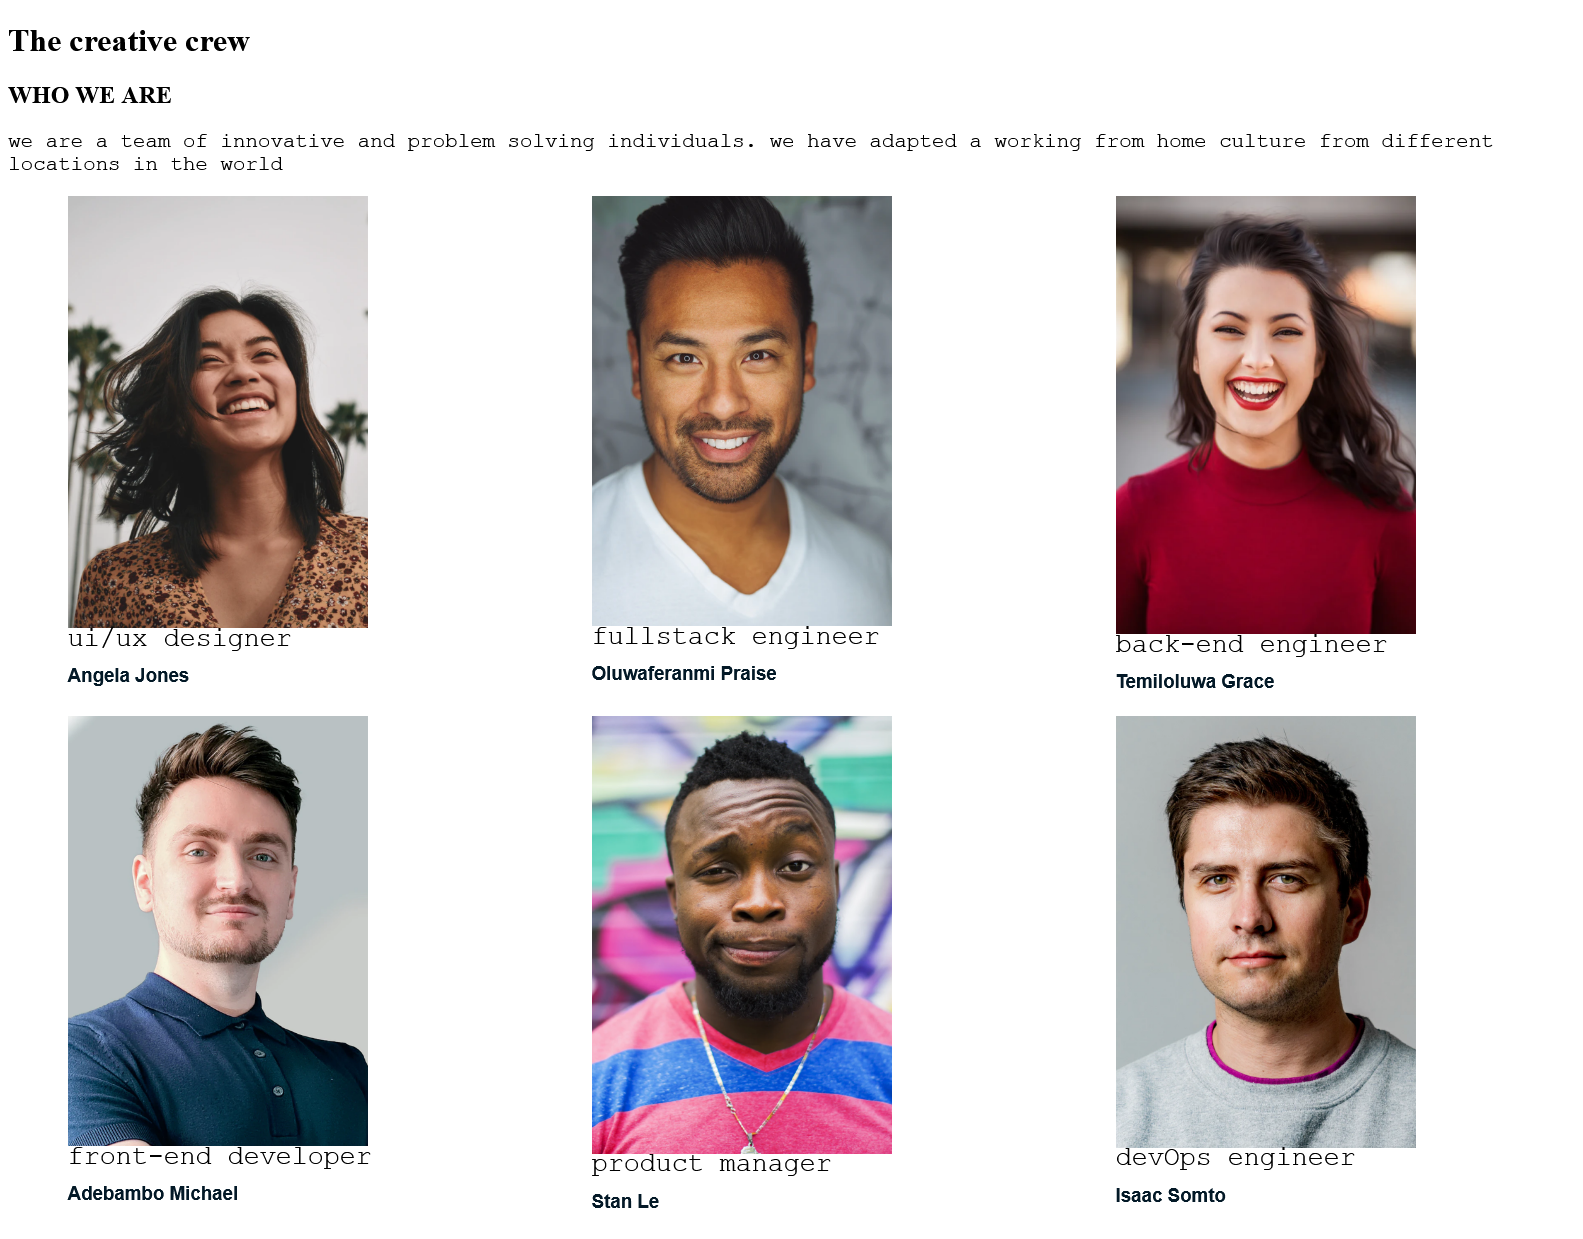 The creative crew
WHO WE ARE
we are a team of innovative and problem solving individuals. we have adapted a working from home culture from different
locations in the world
ui/ux designer
Angela Jones
fullstack engineer
Oluwaferanmi Praise
back-end engineer
Temiloluwa Grace
front-end developer
Adebambo Michael
product manager
Stan Le
devOps engineer
Isaac Somto